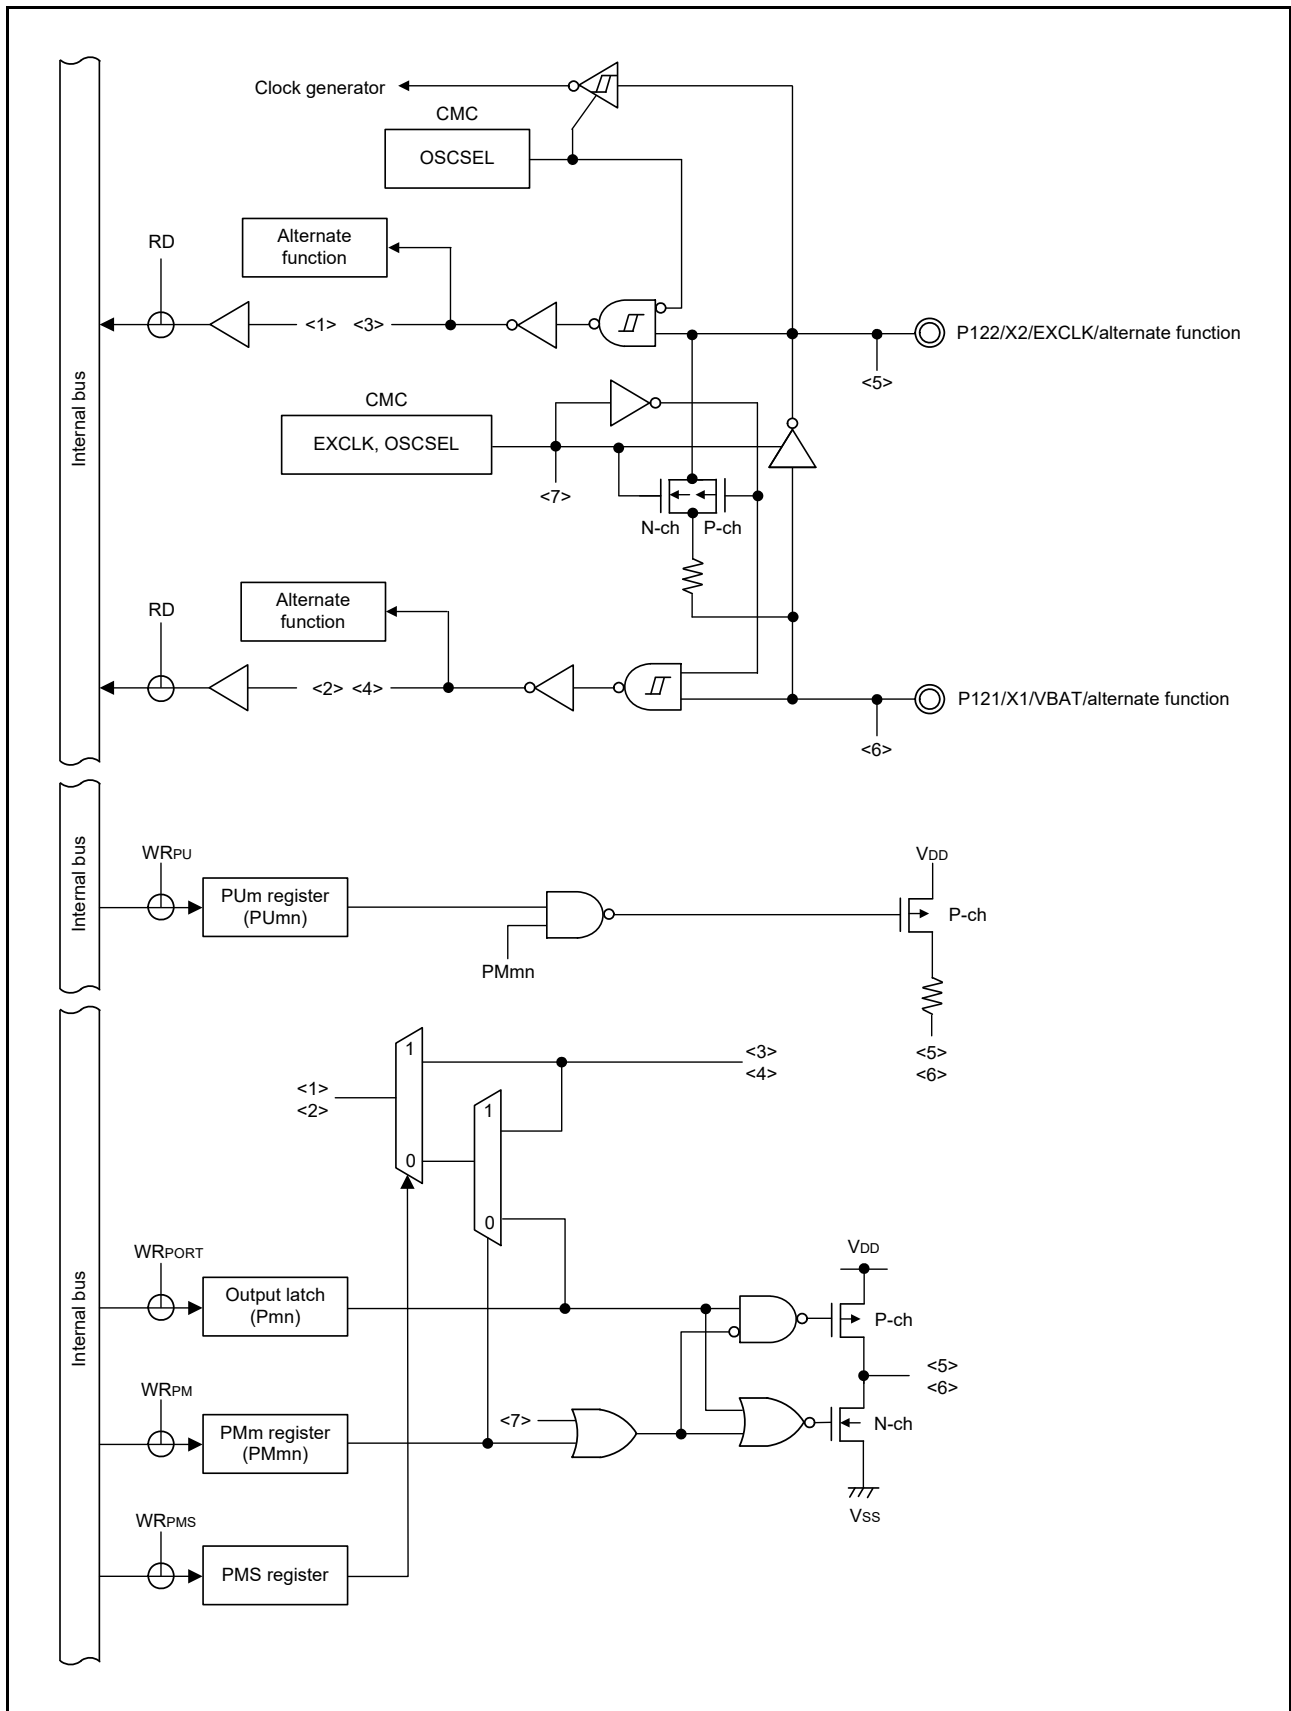 Clock generator
CMC
OSCSEL
RD
Alternate
function
<1>
<3>
P122/X2/EXCLK/alternate function
<5>
Internal bus
CMC
EXCLK, OSCSEL
<7>
N-ch
P-ch
RD
Alternate
function
<2>
<4>
P121/X1/VBAT/alternate function
<6>
Internal bus
WRPU
PUm register
(PUmn)
PMmn
VDD
P-ch
<5>
<6>
1
<3>
<4>
<1>
<2>
1
0
0
Internal bus
WRPORT
Output latch
(Pmn)
VDD
P-ch
<5>
<6>
WRPM
PMm register
(PMmn)
<7>
N-ch
VSS
WRPMS
PMS register